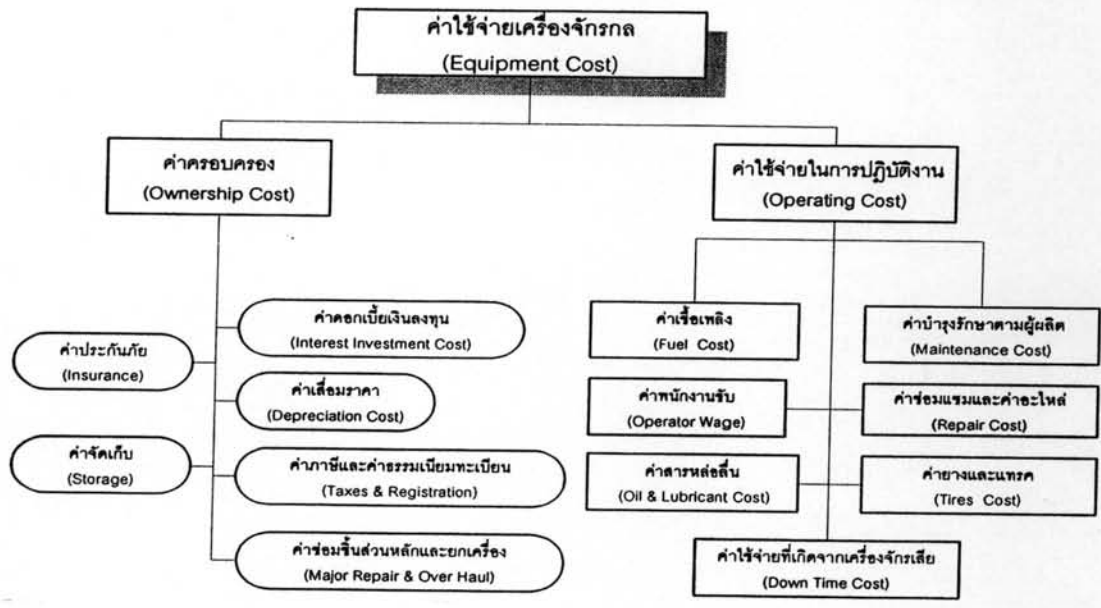 ค่าใช้จ่ายเครื่องจักรกล
(Equipment Cost)
ค่าครอบครอง
(Ownership Cost)
ค่าใช้จ่ายในการปฏิบัติงาน
(Operating Cost)
ค่าดอกเบี้ยเงินลงทุน
(Interest Investment Cost)
ค่าประกันภัย
(Insurance)
ค่าเสื่อมราคา
(Depreciation Cost)
ค่าจัดเก็บ
(Storage)
ค่าภาษีและค่าธรรมเนียมทะเบียน
(Taxes & Registration)
ค่าซ่อมชิ้นส่วนหลักและยกเครื่อง
(Major Repair & Over Haul)
ค่าเชื้อเพลิง
(Fuel Cost)
ค่าบำรุงรักษาตามผู้ผลิต
(Maintenance Cost)
ค่าพนักงานขับ
(Operator Wage)
ค่าซ่อมแซมและค่าอะไหล่
(Repair Cost)
ค่าสารหล่อลื่น
(Oil & Lubricant Cost)
ค่ายางและแทรค
(Tires Cost)
ค่าใช้จ่ายที่เกิดจากเครื่องจักรเสีย
(Down Time Cost)